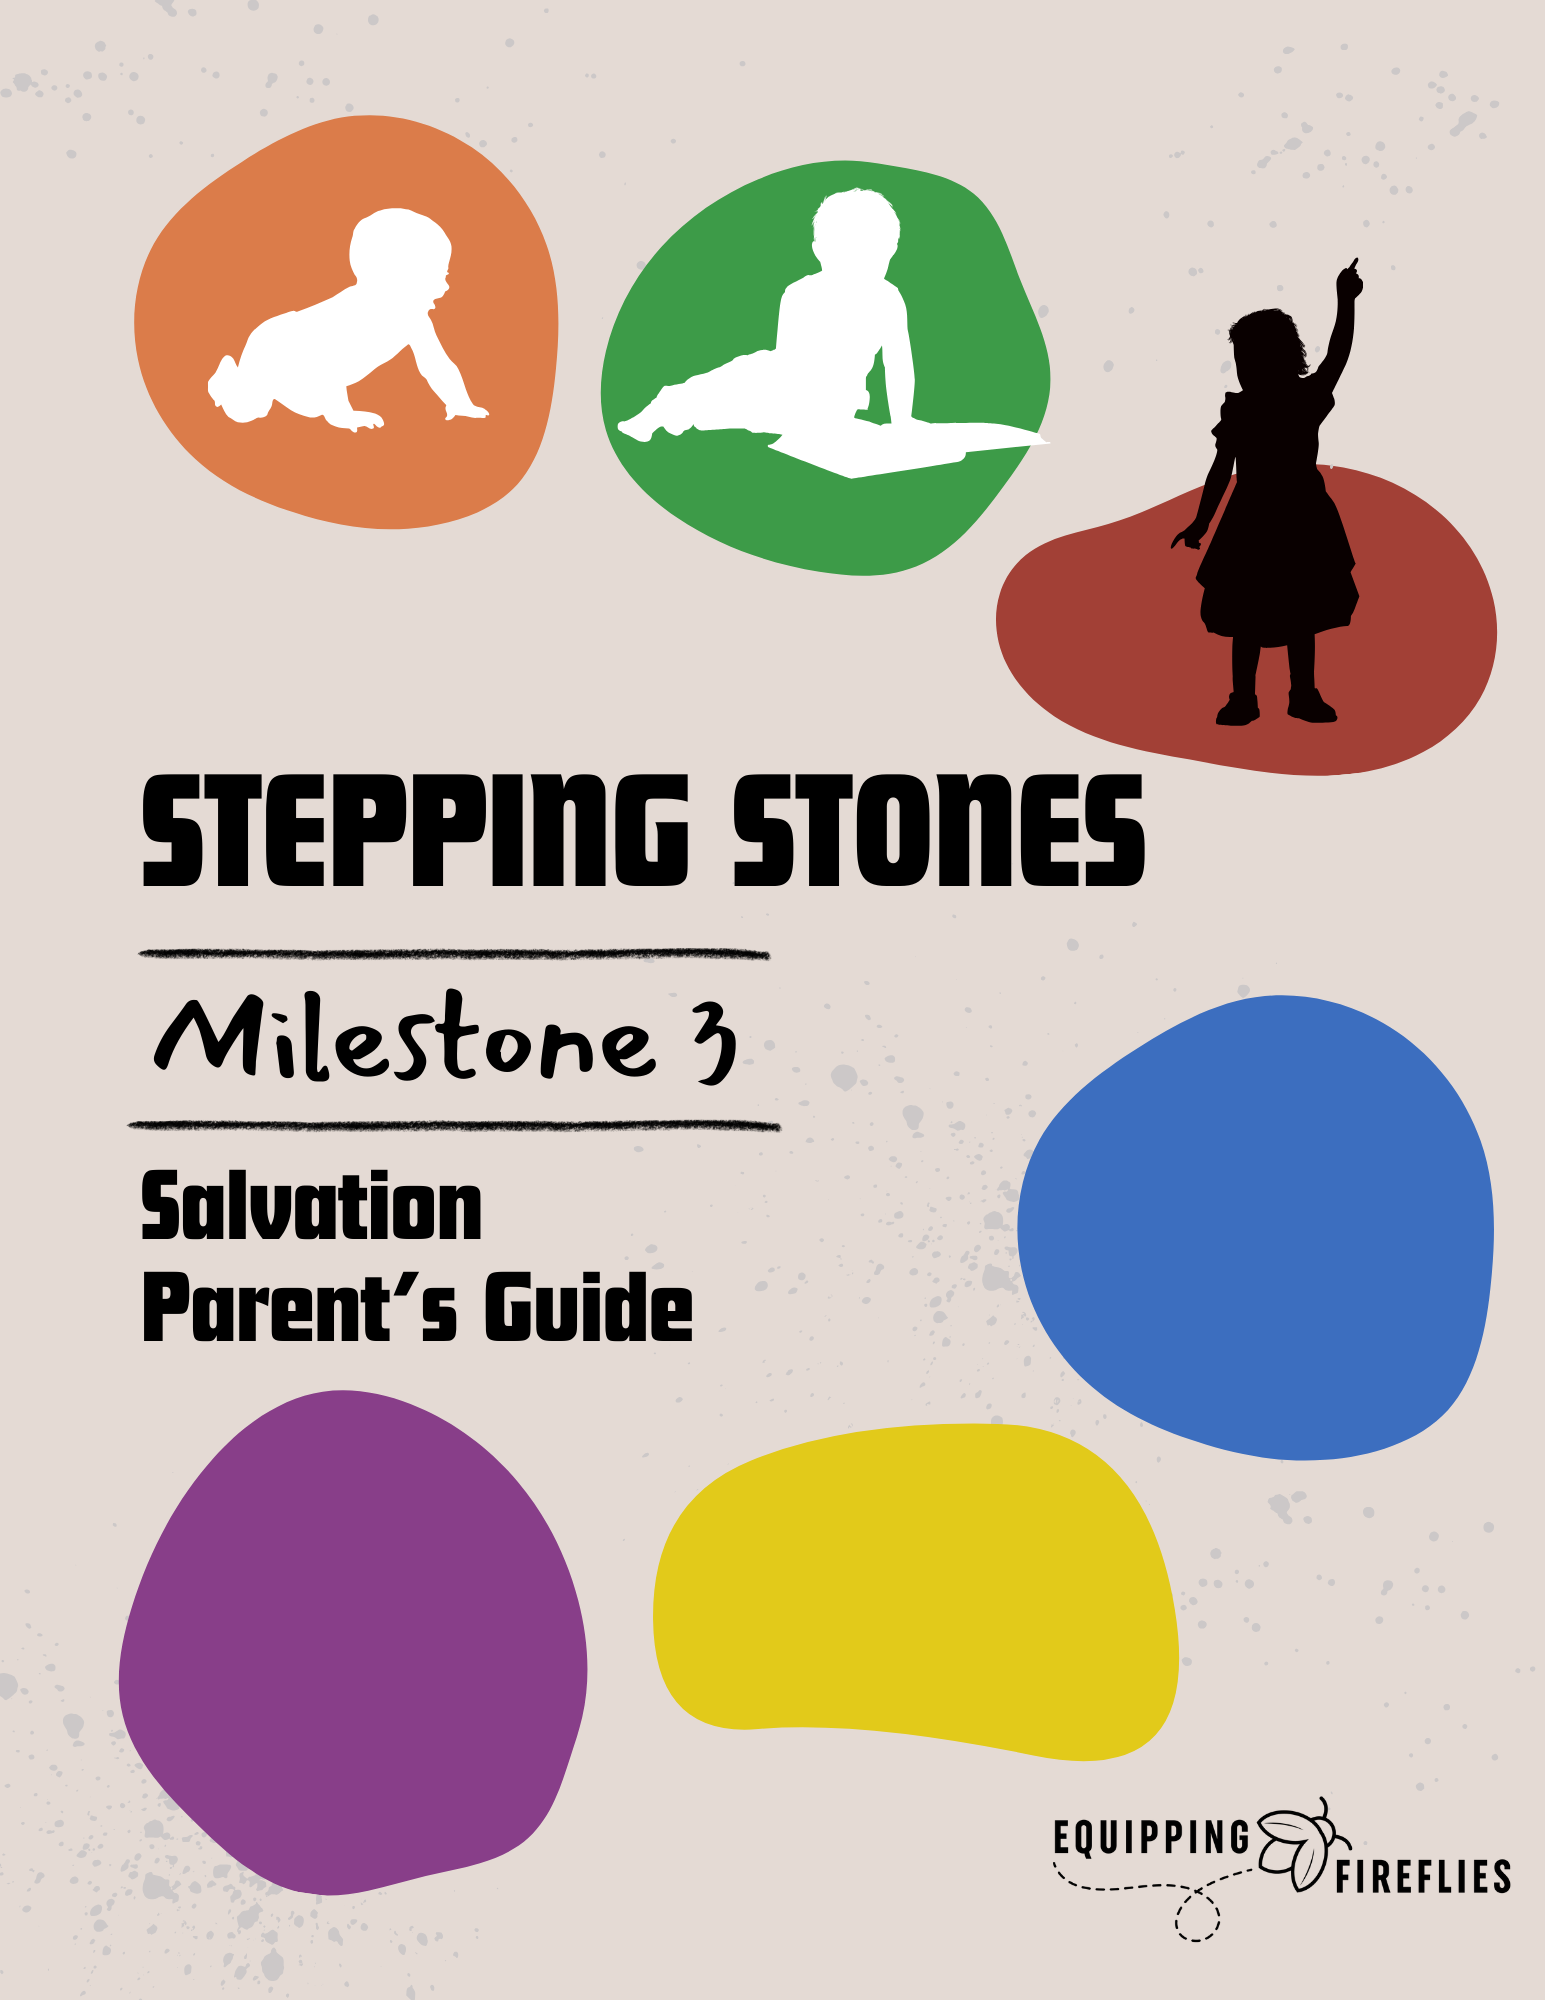 STEPPING STONES
Milestone 3
Salvation
Parent's Guide
EQUIPPING
FIREFLIES